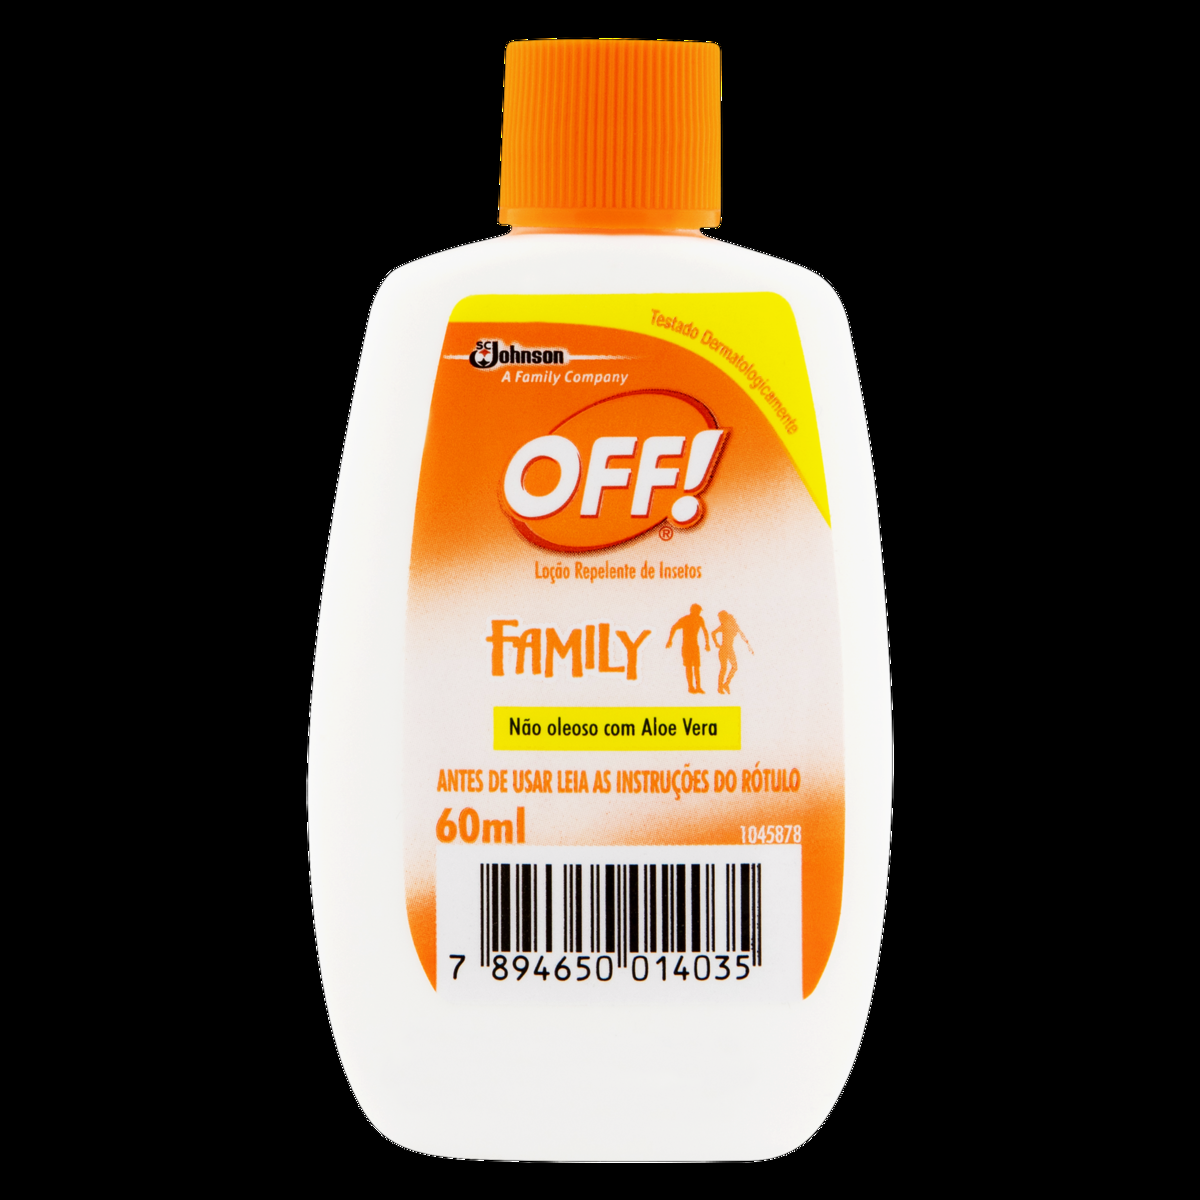 Testado Dermatologicamente
SC Johnson
A Family Company
OFF!
®
Loção Repelente de Insetos
FAMILY
Não oleoso com Aloe Vera
ANTES DE USAR LEIA AS INSTRUÇÕES DO RÓTULO
60ml 1045878
7 894650 014035